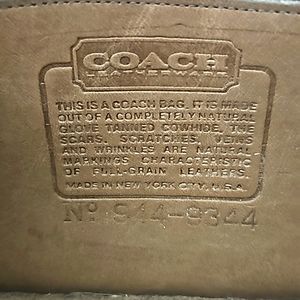 COACH
LEATHERWARE
THIS IS A COACH BAG. IT IS MADE
OUT OF A COMPLETELY NATURAL
GLOVE TANNED COWHIDE. THE
SCARS, SCRATCHES, VEINS
AND WRINKLES ARE NATURAL
MARKINGS CHARACTERISTIC
OF FULL-GRAIN LEATHERS.
MADE IN NEW YORK CITY, U.S.A.
Nº 944-9344